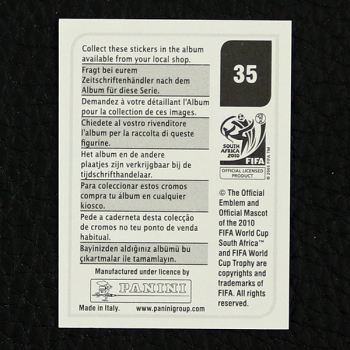 Collect these stickers in the album
available from your local shop.
Fragt bei eurem
Zeitschriftenhändler nach dem
Album für diese Serie.
Demandez à votre détaillant l'Album
pour la collection de ces images.
Chiedete al vostro rivenditore
l'album per la raccolta di queste
figurine.
Het album en de andere
plaatjes zijn verkrijgbaar bij de
tijdschrifthandelaar.
Para coleccionar estos cromos
compra tu álbum en cualquier
kiosco.
Pede a caderneta desta colecção
de cromos no teu ponto de venda
habitual.
Bayinizden aldığınız albümü bu
çıkartmalar ile tamamlayın.
Manufactured under licence by
PANINI
Made in Italy. www.paninigroup.com
35
SOUTH AFRICA
2010
FIFA
© 2005 FIFA TM
OFFICIAL LICENSED
PRODUCT
© The Official
Emblem and
Official Mascot
of the 2010
FIFA World Cup
South Africa™
and FIFA World
Cup Trophy are
copyrights and
trademarks of
FIFA. All rights
reserved.